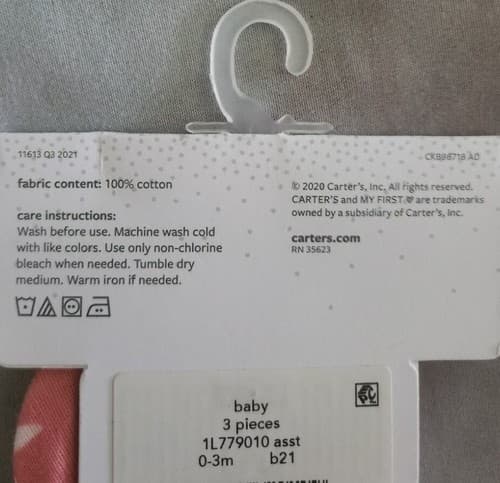 11613 Q3 2021
CKB98718 AD
fabric content: 100% cotton
care instructions:
Wash before use. Machine wash cold
with like colors. Use only non-chlorine
bleach when needed. Tumble dry
medium. Warm iron if needed.
© 2020 Carter's, Inc, All rights reserved.
CARTER'S and MY FIRST ♥ are trademarks
owned by a subsidiary of Carter's, Inc.
carters.com
RN 35623
baby
3 pieces
1L779010 asst
0-3m b21